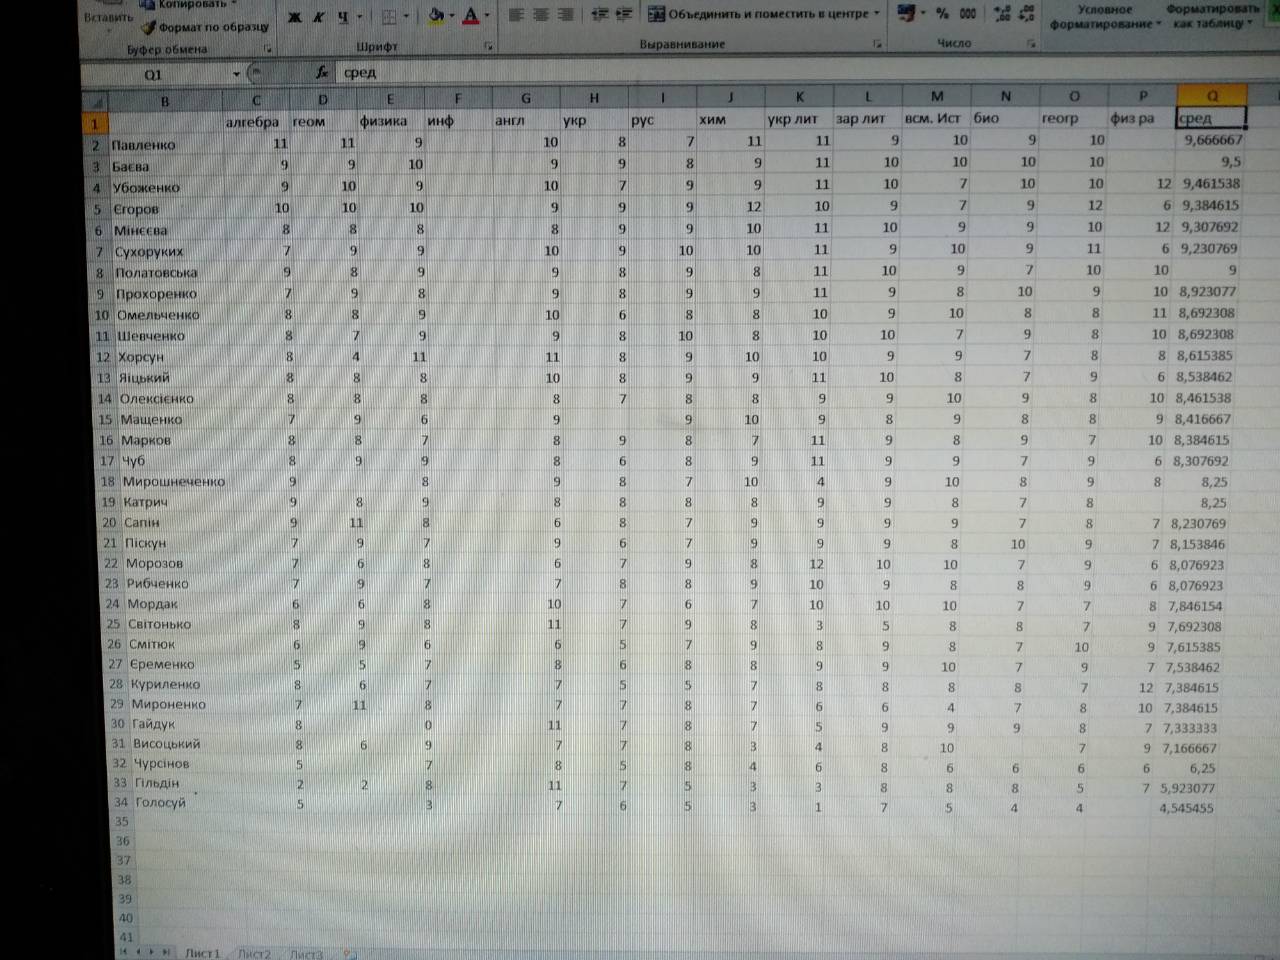 Вставить
Копировать
Формат по образцу
Буфер обмена
Ж К Ч
А
Шрифт
Объединить и поместить в центре
Выравнивание
% 000
Число
Условное форматирование
Форматировать как таблицу
Q1 fx сред
B C D E F G H I J K L M N O P Q
1 алгебра геом физика инф англ укр рус хим укр лит зар лит всм. Ист био геогр физ ра сред
2 Павленко 11 11 9 10 8 7 11 11 9 10 9 10 9,666667
3 Баєва 9 9 10 9 9 8 9 11 10 10 10 10 9,5
4 Убоженко 9 10 9 10 7 9 9 11 10 7 10 10 12 9,461538
5 Єгоров 10 10 10 9 9 9 12 10 9 7 9 12 6 9,384615
6 Мінєєва 8 8 8 8 9 9 10 11 10 9 9 10 12 9,307692
7 Сухоруких 7 9 9 10 9 10 10 11 9 10 9 11 6 9,230769
8 Полатовська 9 8 9 9 8 9 8 11 10 9 7 10 10 9
9 Прохоренко 7 9 8 9 8 9 9 11 9 8 10 9 10 8,923077
10 Омельченко 8 8 9 10 6 8 8 10 9 10 8 8 11 8,692308
11 Шевченко 8 7 9 9 8 10 8 10 10 7 9 8 10 8,692308
12 Хорсун 8 4 11 11 8 9 10 10 9 9 7 8 8 8,615385
13 Яіцький 8 8 8 10 8 9 9 11 10 8 7 9 6 8,538462
14 Олексієнко 8 8 8 8 7 8 8 9 9 10 9 8 10 8,461538
15 Мащенко 7 9 6 9 9 10 9 8 9 8 8 9 8,416667
16 Марков 8 8 7 8 9 8 7 11 9 8 9 7 10 8,384615
17 Чуб 8 9 9 8 6 8 9 11 9 9 7 9 6 8,307692
18 Мирошнеченко 9 8 9 8 7 10 4 9 10 8 9 8 8,25
19 Катрич 9 8 9 8 8 8 8 9 9 8 7 8 8,25
20 Сапін 9 11 8 6 8 7 9 9 9 9 7 8 7 8,230769
21 Піскун 7 9 7 9 6 7 9 9 9 8 10 9 7 8,153846
22 Морозов 7 6 8 6 7 9 8 12 10 10 7 9 6 8,076923
23 Рибченко 7 9 7 7 8 8 9 10 9 8 8 9 6 8,076923
24 Мордак 6 6 8 10 7 6 7 10 10 10 7 7 8 7,846154
25 Світонько 8 9 8 11 7 9 8 3 5 8 8 7 9 7,692308
26 Смітюк 6 9 6 6 5 7 9 8 9 8 7 10 9 7,615385
27 Єременко 5 5 7 8 6 8 8 9 9 10 7 9 7 7,538462
28 Куриленко 8 6 7 7 5 5 7 8 8 8 8 7 12 7,384615
29 Мироненко 7 11 8 7 7 8 7 6 6 4 7 8 10 7,384615
30 Гайдук 8 0 11 7 8 7 5 9 9 9 8 7 7,333333
31 Висоцький 8 6 9 7 7 8 3 4 8 10 7 9 7,166667
32 Чурсінов 5 7 8 5 8 4 6 8 6 6 6 6 6,25
33 Гільдін 2 2 8 11 7 5 3 3 8 8 8 5 7 5,923077
34 Голосуй 5 3 7 6 5 3 1 7 5 4 4 4,545455
35
36
37
38
39
40
41
Лист1 Лист2 Лист3